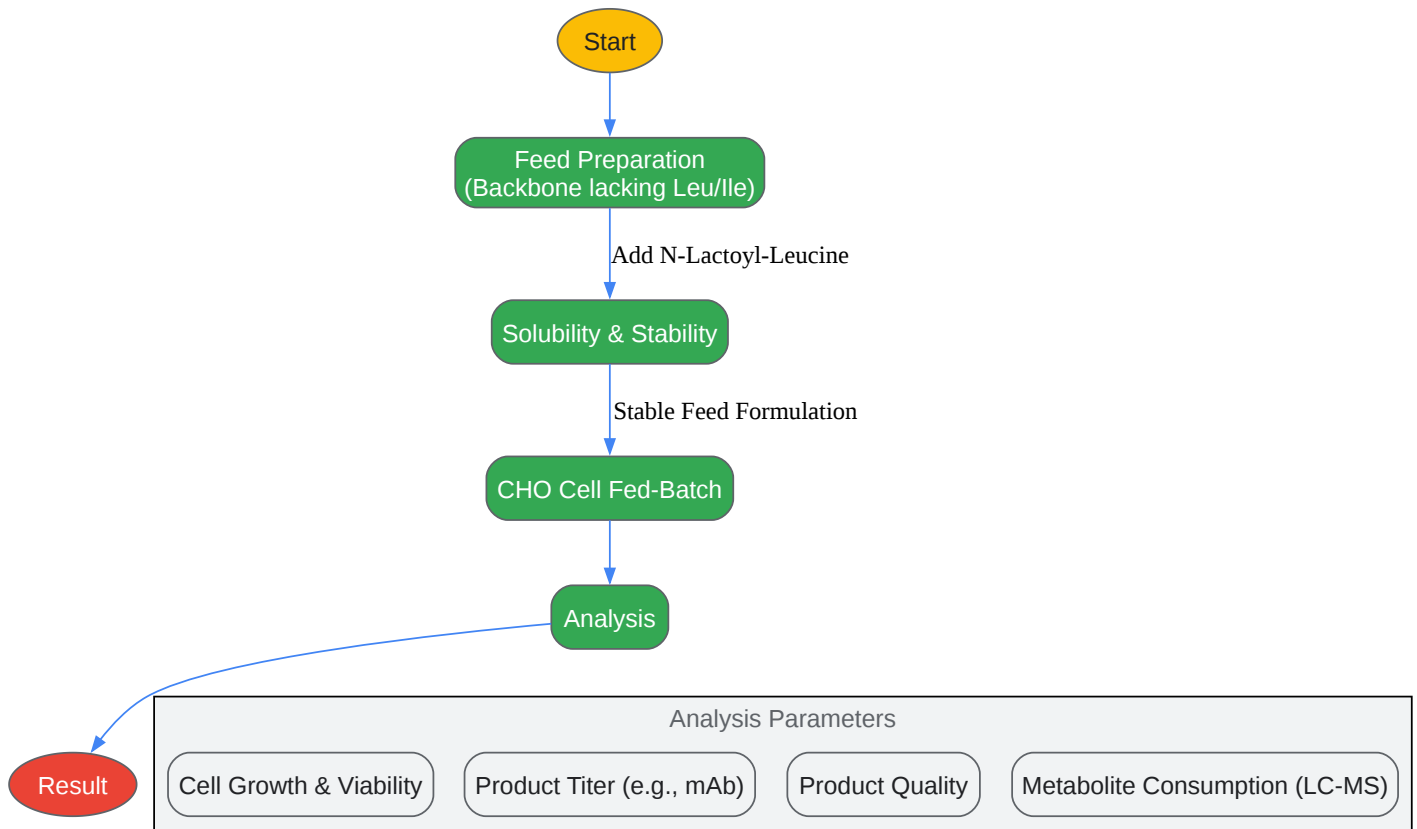 Start
Feed Preparation
(Backbone lacking Leu/Ile)
Add N-Lactoyl-Leucine
Solubility & Stability
Stable Feed Formulation
CHO Cell Fed-Batch
Analysis
Analysis Parameters
Result
Cell Growth & Viability
Product Titer (e.g., mAb)
Product Quality
Metabolite Consumption (LC-MS)